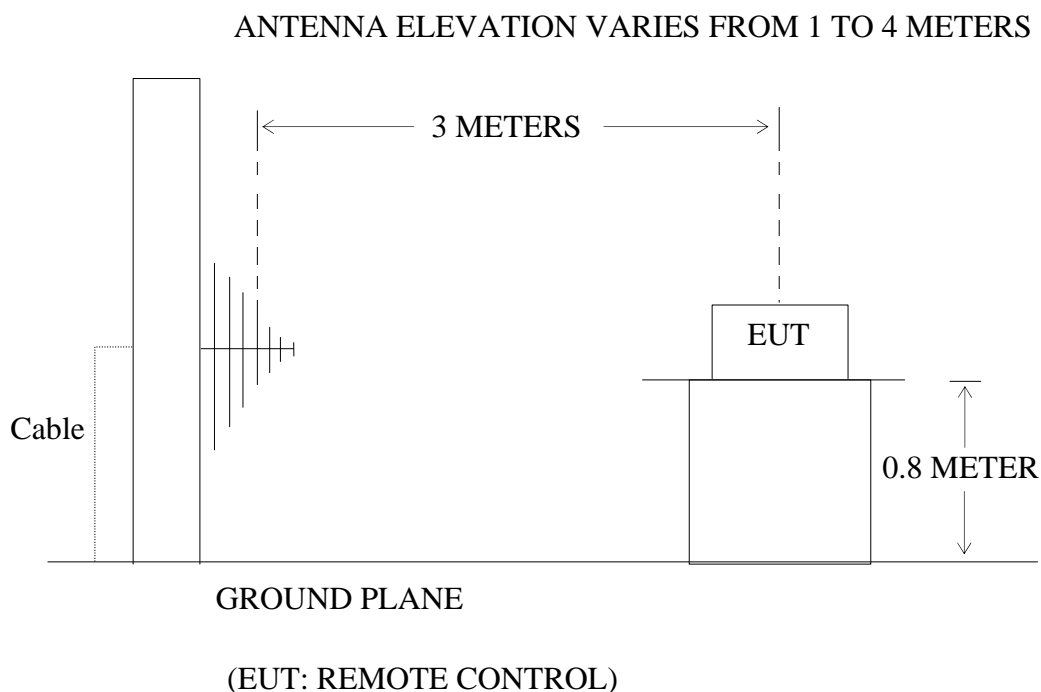 ANTENNA ELEVATION VARIES FROM 1 TO 4 METERS
3 METERS
EUT
Cable
0.8 METER
GROUND PLANE
(EUT: REMOTE CONTROL)